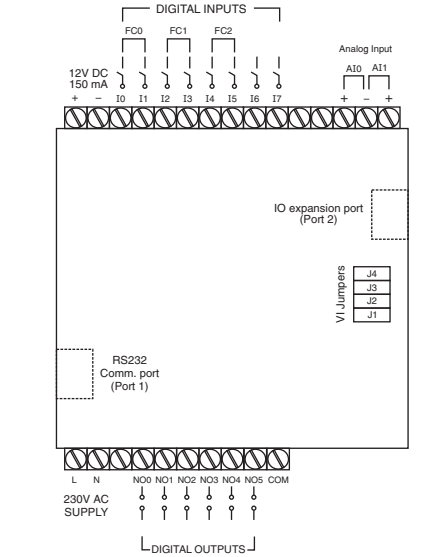 DIGITAL INPUTS
FC0 FC1 FC2
Analog Input
AI0 AI1
12V DC
150 mA
+ – I0 I1 I2 I3 I4 I5 I6 I7 + – +
IO expansion port
(Port 2)
VI Jumpers
J4
J3
J2
J1
RS232
Comm. port
(Port 1)
L N NO0 NO1 NO2 NO3 NO4 NO5 COM
230V AC
SUPPLY
DIGITAL OUTPUTS